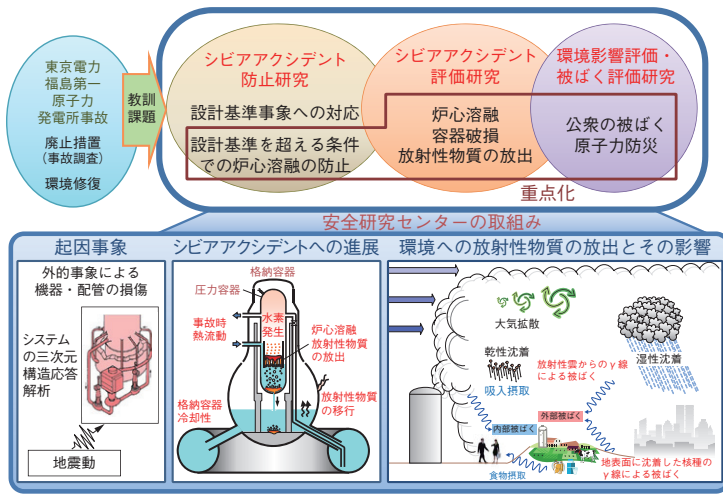 東京電力
福島第一
原子力
発電所事故
廃止措置
(事故調査)
環境修復
教訓
課題
シビアアクシデント
防止研究
設計基準事象への対応
設計基準を超える条件
での炉心溶融の防止
シビアアクシデント
評価研究
炉心溶融
容器破損
放射性物質の放出
環境影響評価・
被ばく評価研究
公衆の被ばく
原子力防災
重点化
安全研究センターの取組み
起因事象
外的事象による
機器・配管の損傷
システム
の三次元
構造応答
解析
地震動
シビアアクシデントへの進展
格納容器
圧力容器
水素
発生
事故時
熱流動
炉心溶融
放射性物質
の放出
格納容器
冷却性
放射性物質
の移行
環境への放射性物質の放出とその影響
大気拡散
乾性沈着
吸入摂取
放射性雲からのγ線
による被ばく
湿性沈着
外部被ばく
内部被ばく
食物摂取
地表面に沈着した核種の
γ線による被ばく